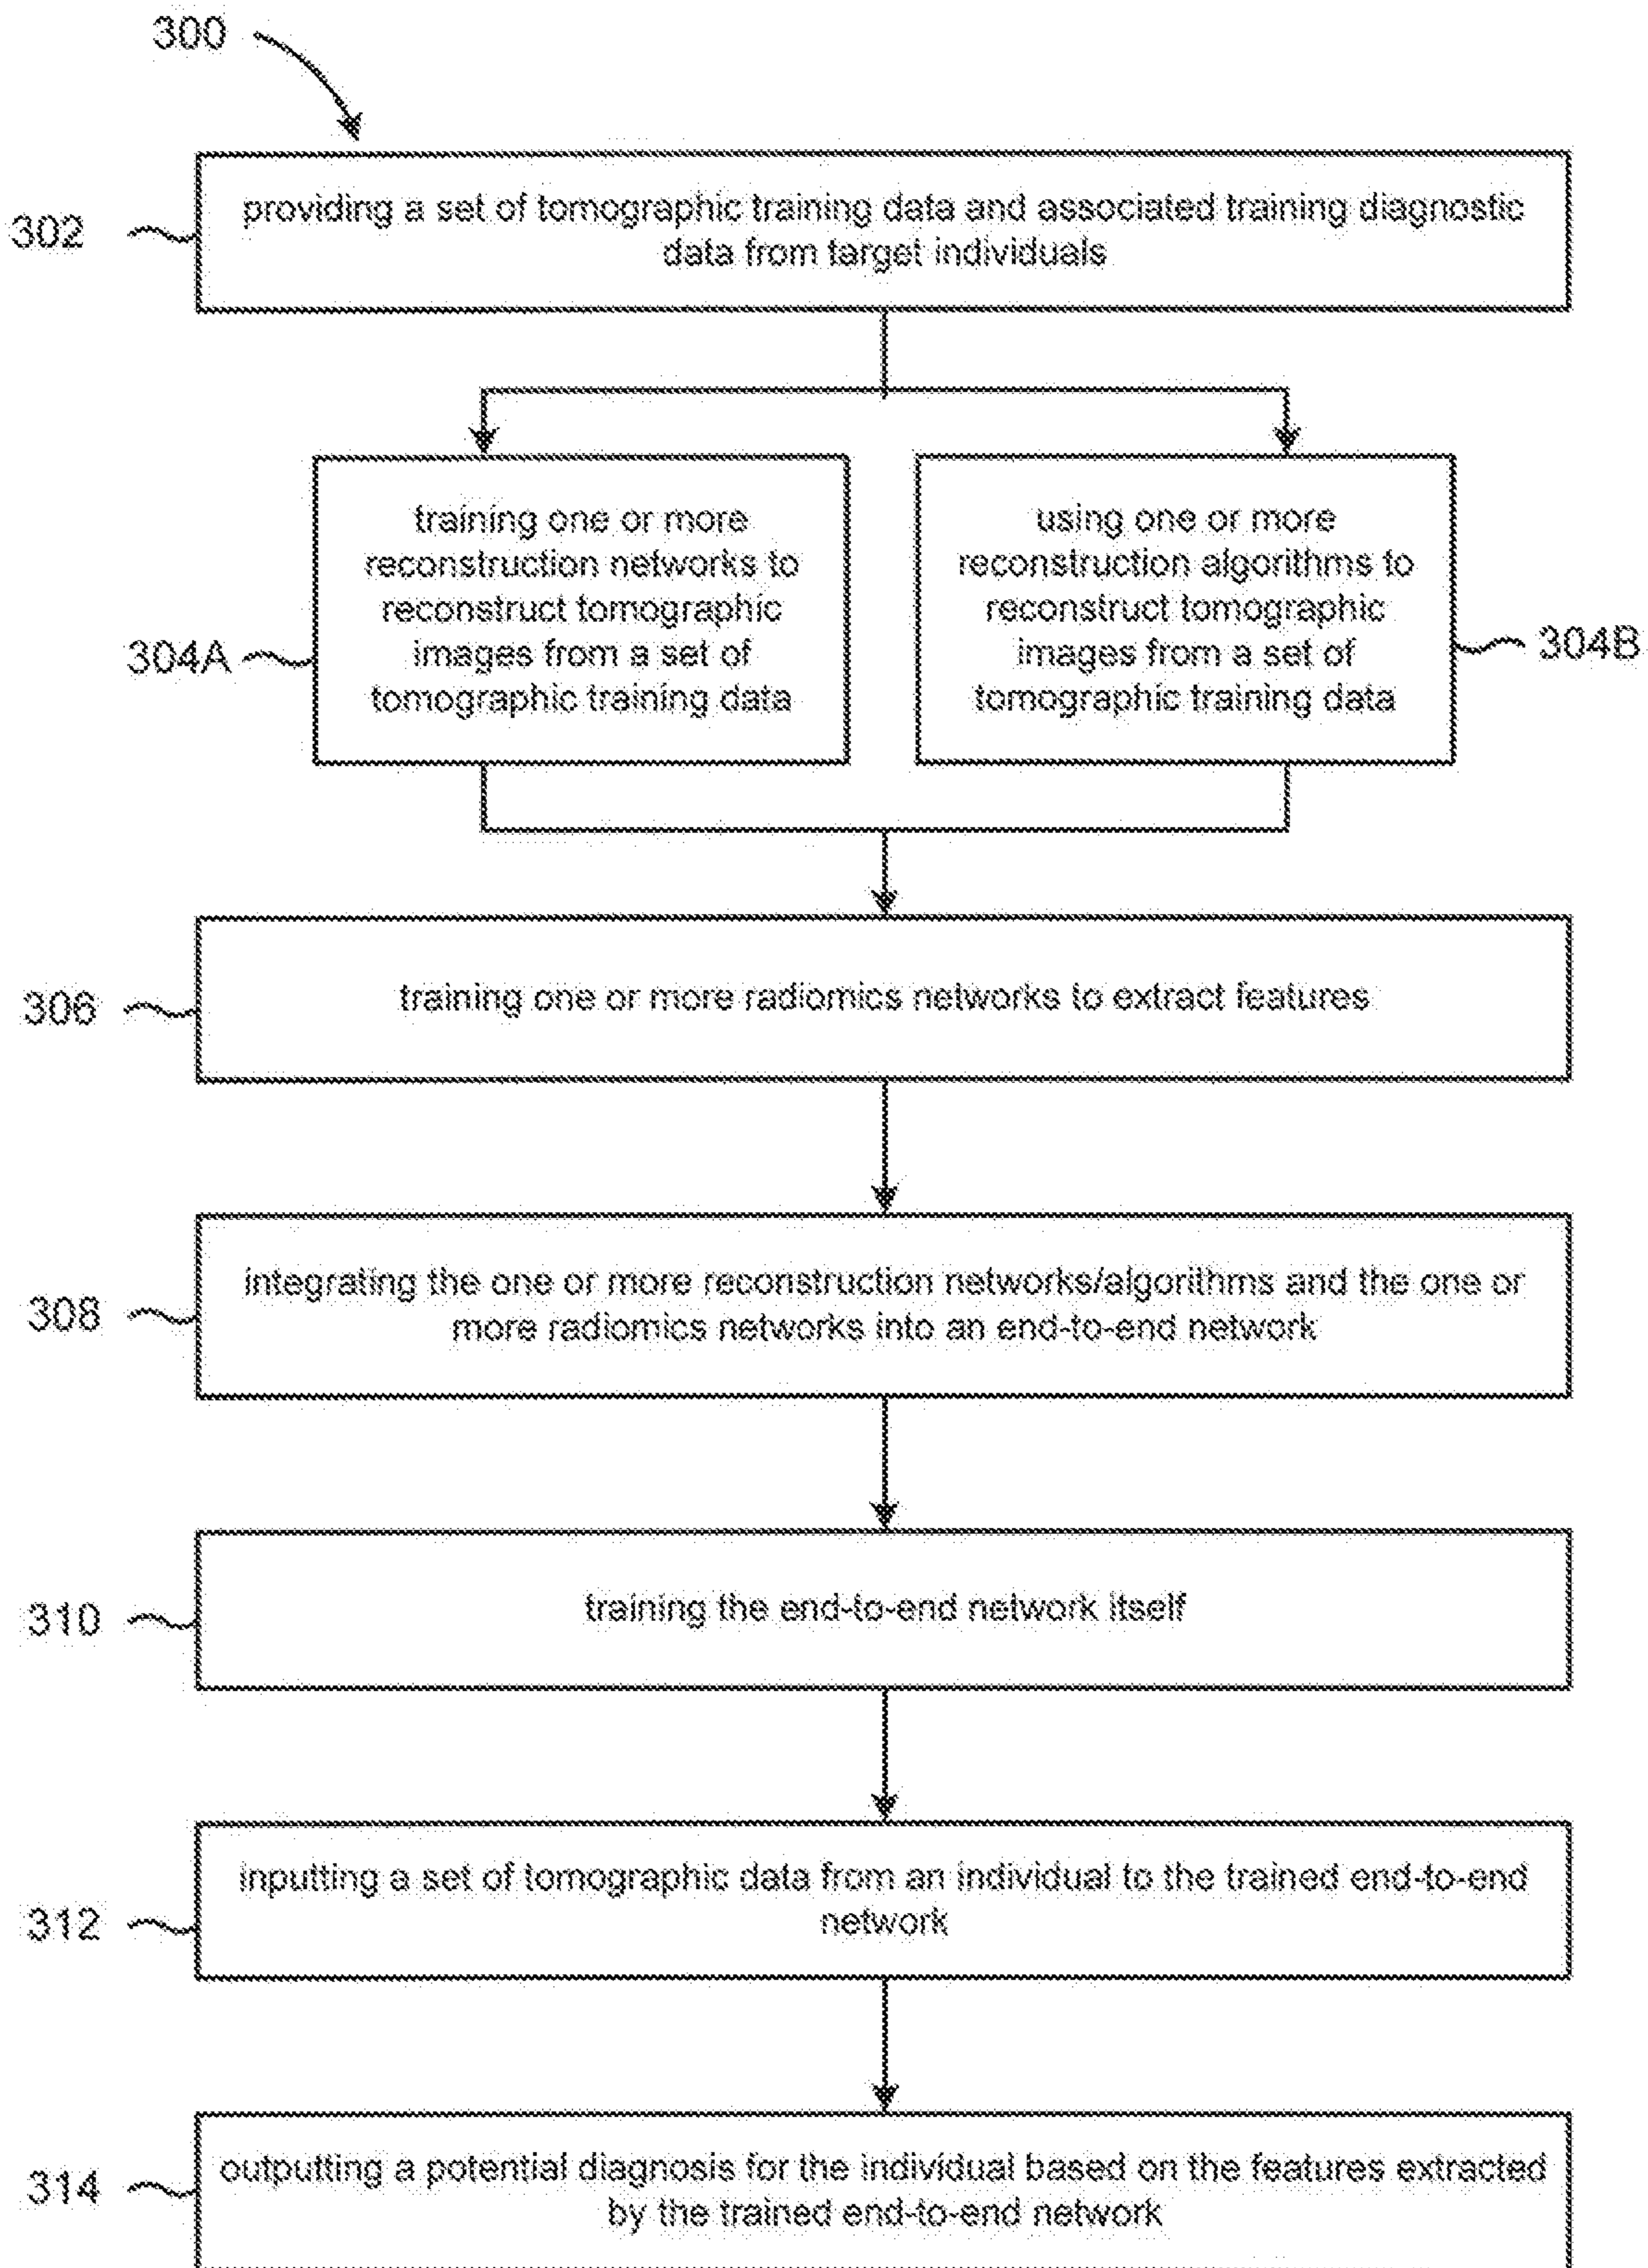 300
302
providing a set of tomographic training data and associated training diagnostic
data from target individuals
304A
training one or more
reconstruction networks to
reconstruct tomographic
images from a set of
tomographic training data
using one or more
reconstruction algorithms to
reconstruct tomographic
images from a set of
tomographic training data
304B
306
training one or more radiomics networks to extract features
308
integrating the one or more reconstruction networks/algorithms and the one or
more radiomics networks into an end-to-end network
310
training the end-to-end network itself
312
inputting a set of tomographic data from an individual to the trained end-to-end
network
314
outputting a potential diagnosis for the individual based on the features extracted
by the trained end-to-end network